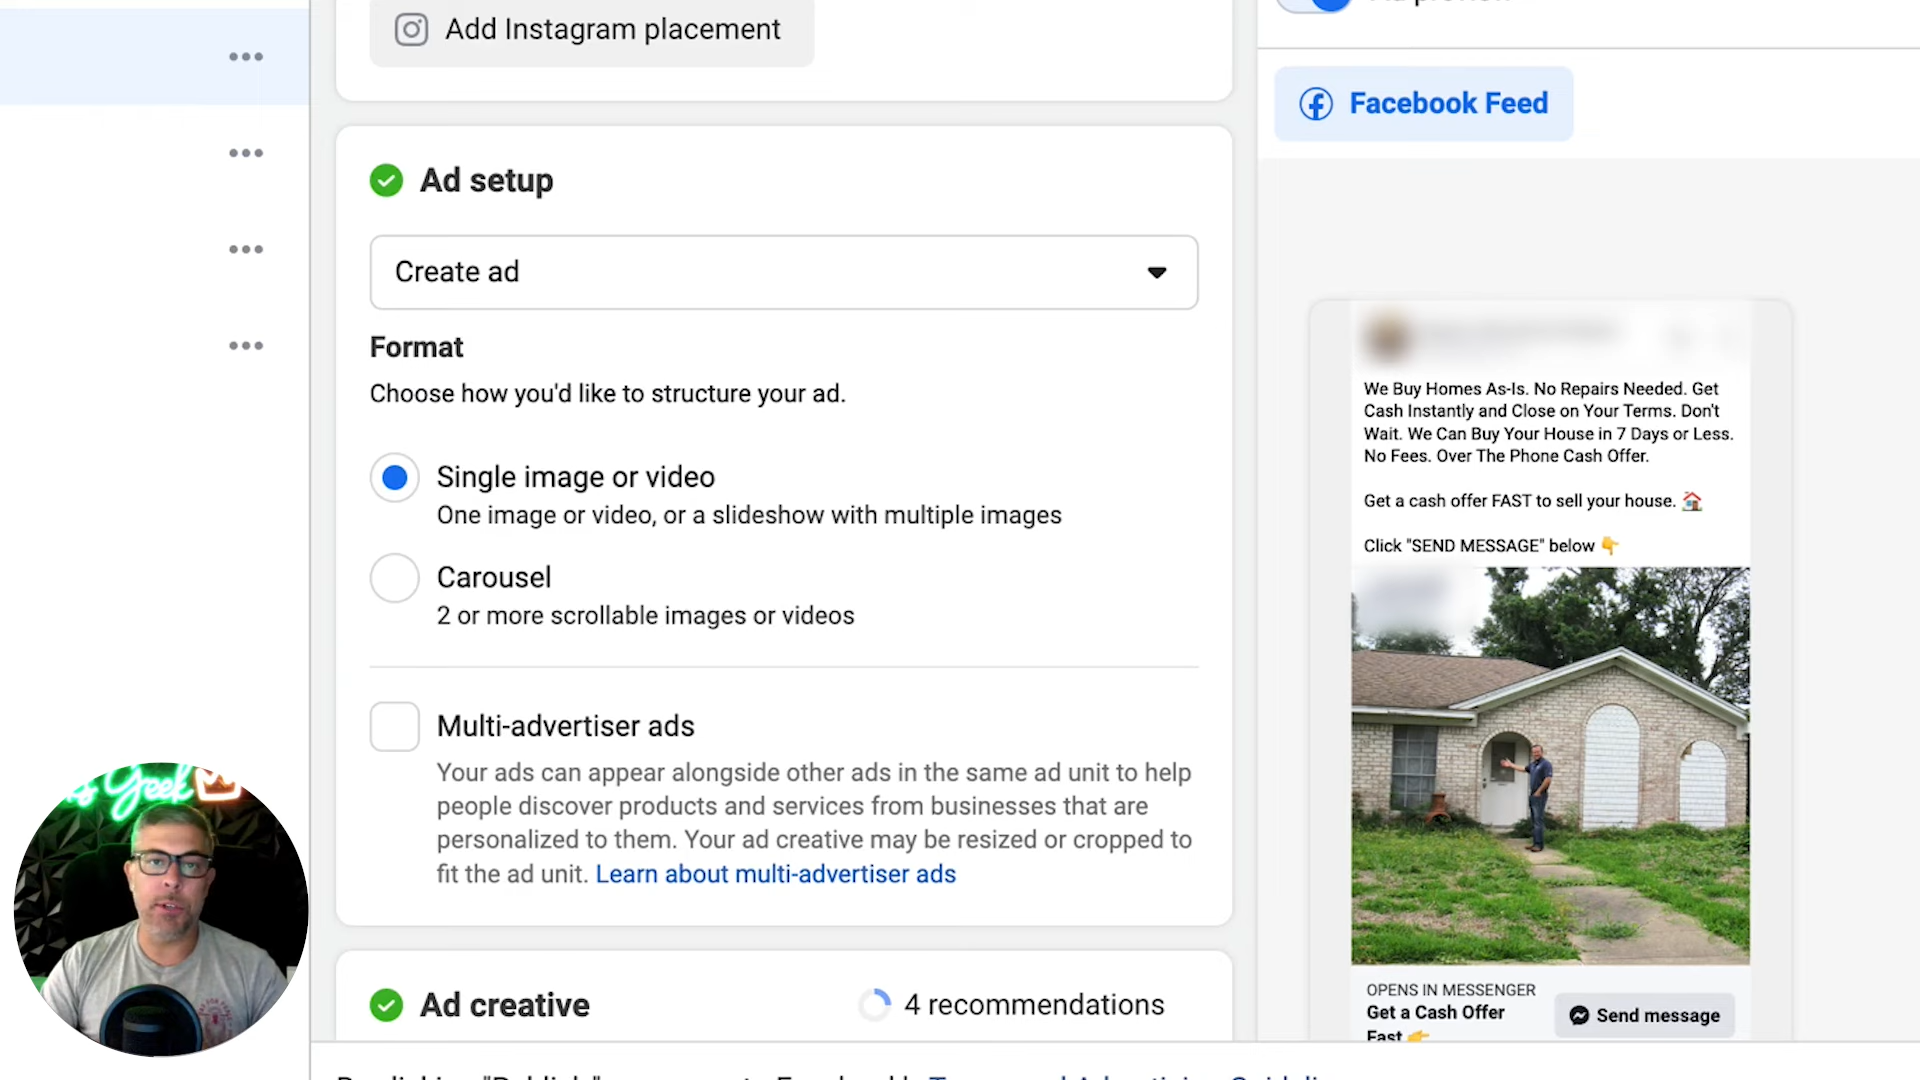 Add Instagram placement
Facebook Feed
Ad setup
Create ad
Format
Choose how you'd like to structure your ad.
Single image or video
One image or video, or a slideshow with multiple images
Carousel
2 or more scrollable images or videos
Multi-advertiser ads
Your ads can appear alongside other ads in the same ad unit to help
people discover products and services from businesses that are
personalized to them. Your ad creative may be resized or cropped to
fit the ad unit. Learn about multi-advertiser ads
Ad creative
4 recommendations
We Buy Homes As-Is. No Repairs Needed. Get
Cash Instantly and Close on Your Terms. Don't
Wait. We Can Buy Your House in 7 Days or Less.
No Fees. Over The Phone Cash Offer.
Get a cash offer FAST to sell your house. 🏠
Click "SEND MESSAGE" below 👇
OPENS IN MESSENGER
Get a Cash Offer
Fast 👉
Send message
Geek